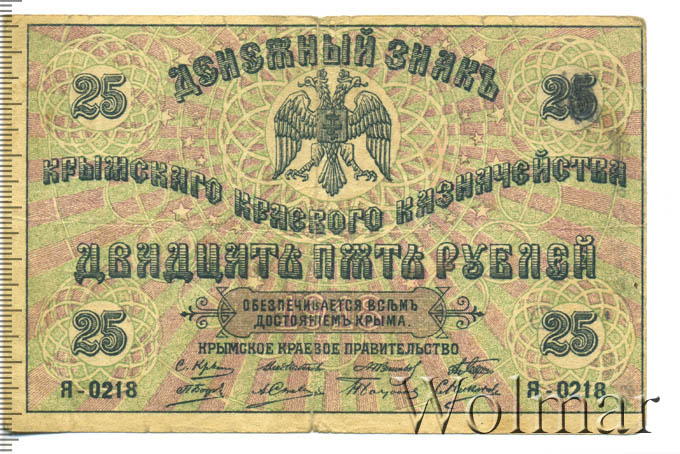 ДЕНЕЖНЫЙ ЗНАКЪ
25 25
КРЫМСКАГО КРАЕВОГО КАЗНАЧЕЙСТВА
ДВАДЦАТЬ ПЯТЬ РУБЛЕЙ
ОБЕЗПЕЧИВАЕТСЯ ВСѢМЪ
ДОСТОЯНІЕМЪ КРЫМА.
25 25
КРЫМСКОЕ КРАЕВОЕ ПРАВИТЕЛЬСТВО
С. Крым
Я-0218 Я-0218
Wolmar